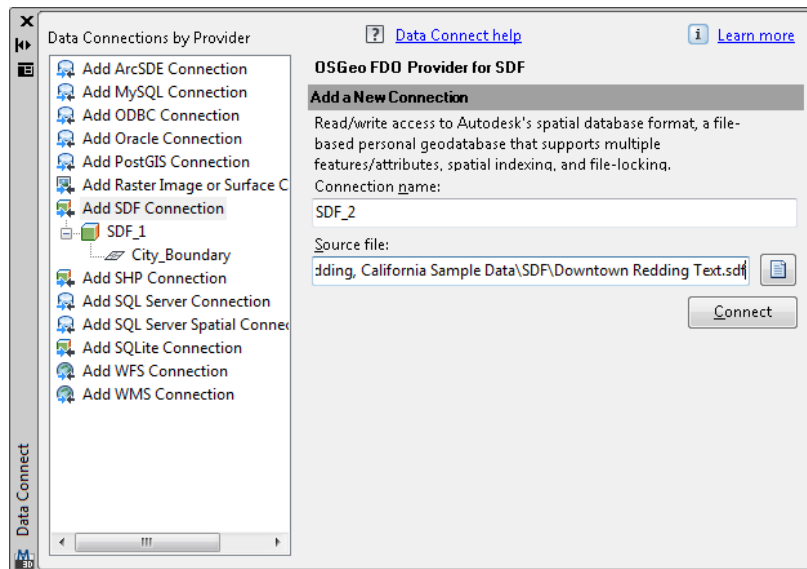 Data Connections by Provider
? Data Connect help
i Learn more
Add ArcSDE Connection
Add MySQL Connection
Add ODBC Connection
Add Oracle Connection
Add PostGIS Connection
Add Raster Image or Surface C
Add SDF Connection
SDF_1
City_Boundary
Add SHP Connection
Add SQL Server Connection
Add SQL Server Spatial Connec
Add SQLite Connection
Add WFS Connection
Add WMS Connection
OSGeo FDO Provider for SDF
Add a New Connection
Read/write access to Autodesk's spatial database format, a file-
based personal geodatabase that supports multiple
features/attributes, spatial indexing, and file-locking.
Connection name:
SDF_2
Source file:
dding, California Sample Data\SDF\Downtown Redding Text.sdf
Connect
Data Connect
M
3D